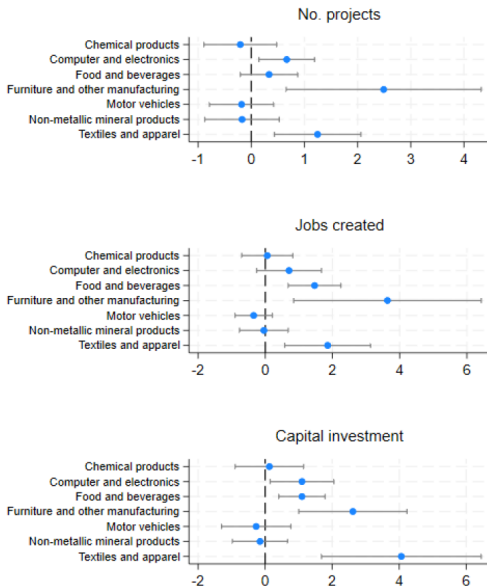 No. projects
Chemical products
Computer and electronics
Food and beverages
Furniture and other manufacturing
Motor vehicles
Non-metallic mineral products
Textiles and apparel
-1 0 1 2 3 4
Jobs created
Chemical products
Computer and electronics
Food and beverages
Furniture and other manufacturing
Motor vehicles
Non-metallic mineral products
Textiles and apparel
-2 0 2 4 6
Capital investment
Chemical products
Computer and electronics
Food and beverages
Furniture and other manufacturing
Motor vehicles
Non-metallic mineral products
Textiles and apparel
-2 0 2 4 6